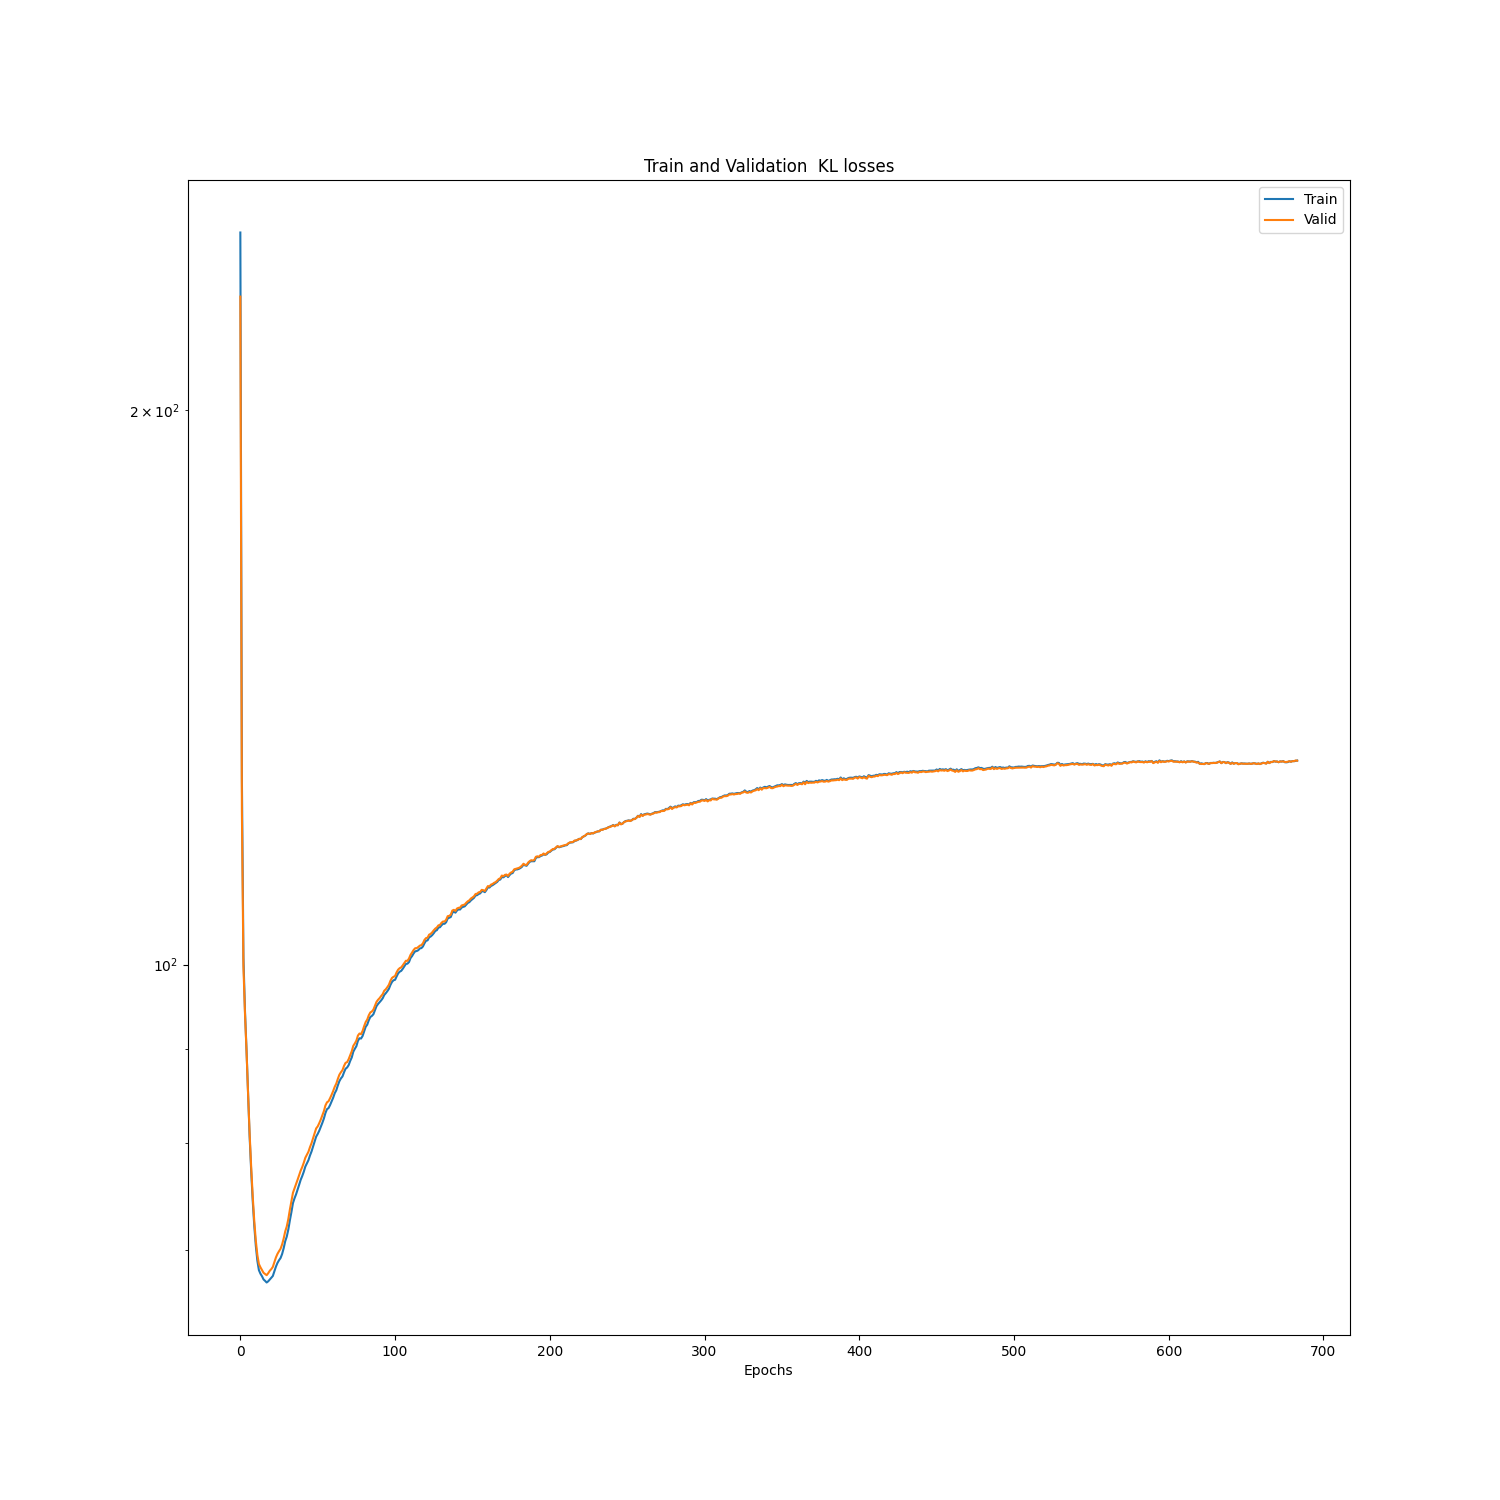 Train and Validation  KL losses
Train
Valid
2 × 10²
10²
0 100 200 300 400 500 600 700
Epochs